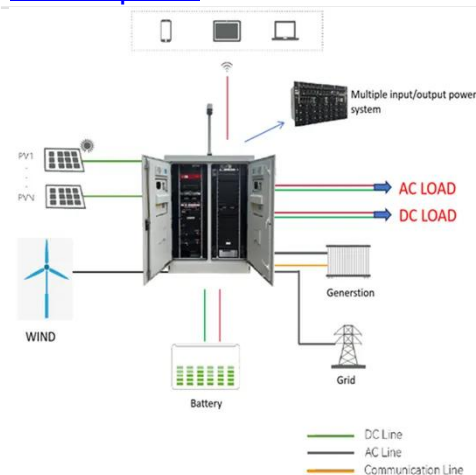 Multiple input/output power
system
PV1
PVN
AC LOAD
DC LOAD
WIND
Generstion
Grid
Battery
DC Line
AC Line
Communication Line